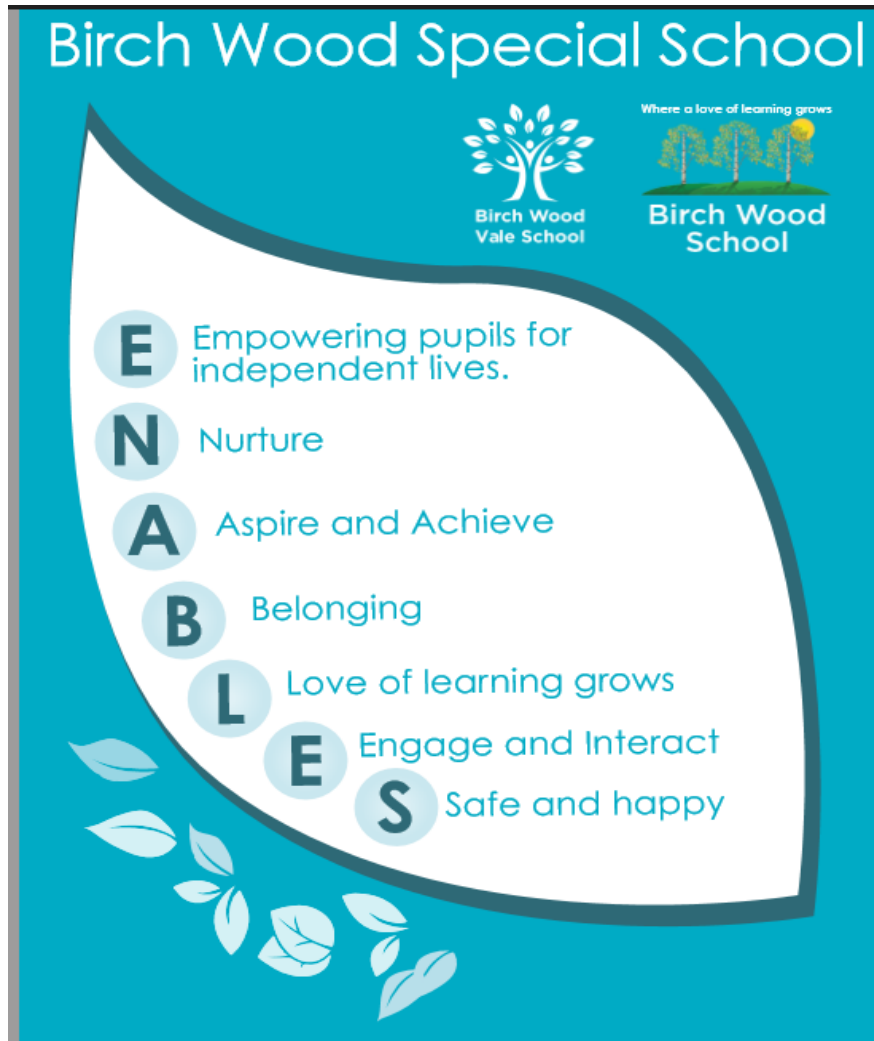 Birch Wood Special School
Where a love of learning grows
Birch Wood
Vale School
Birch Wood
School
E Empowering pupils for
independent lives.
N Nurture
A Aspire and Achieve
B Belonging
L Love of learning grows
E Engage and Interact
S Safe and happy